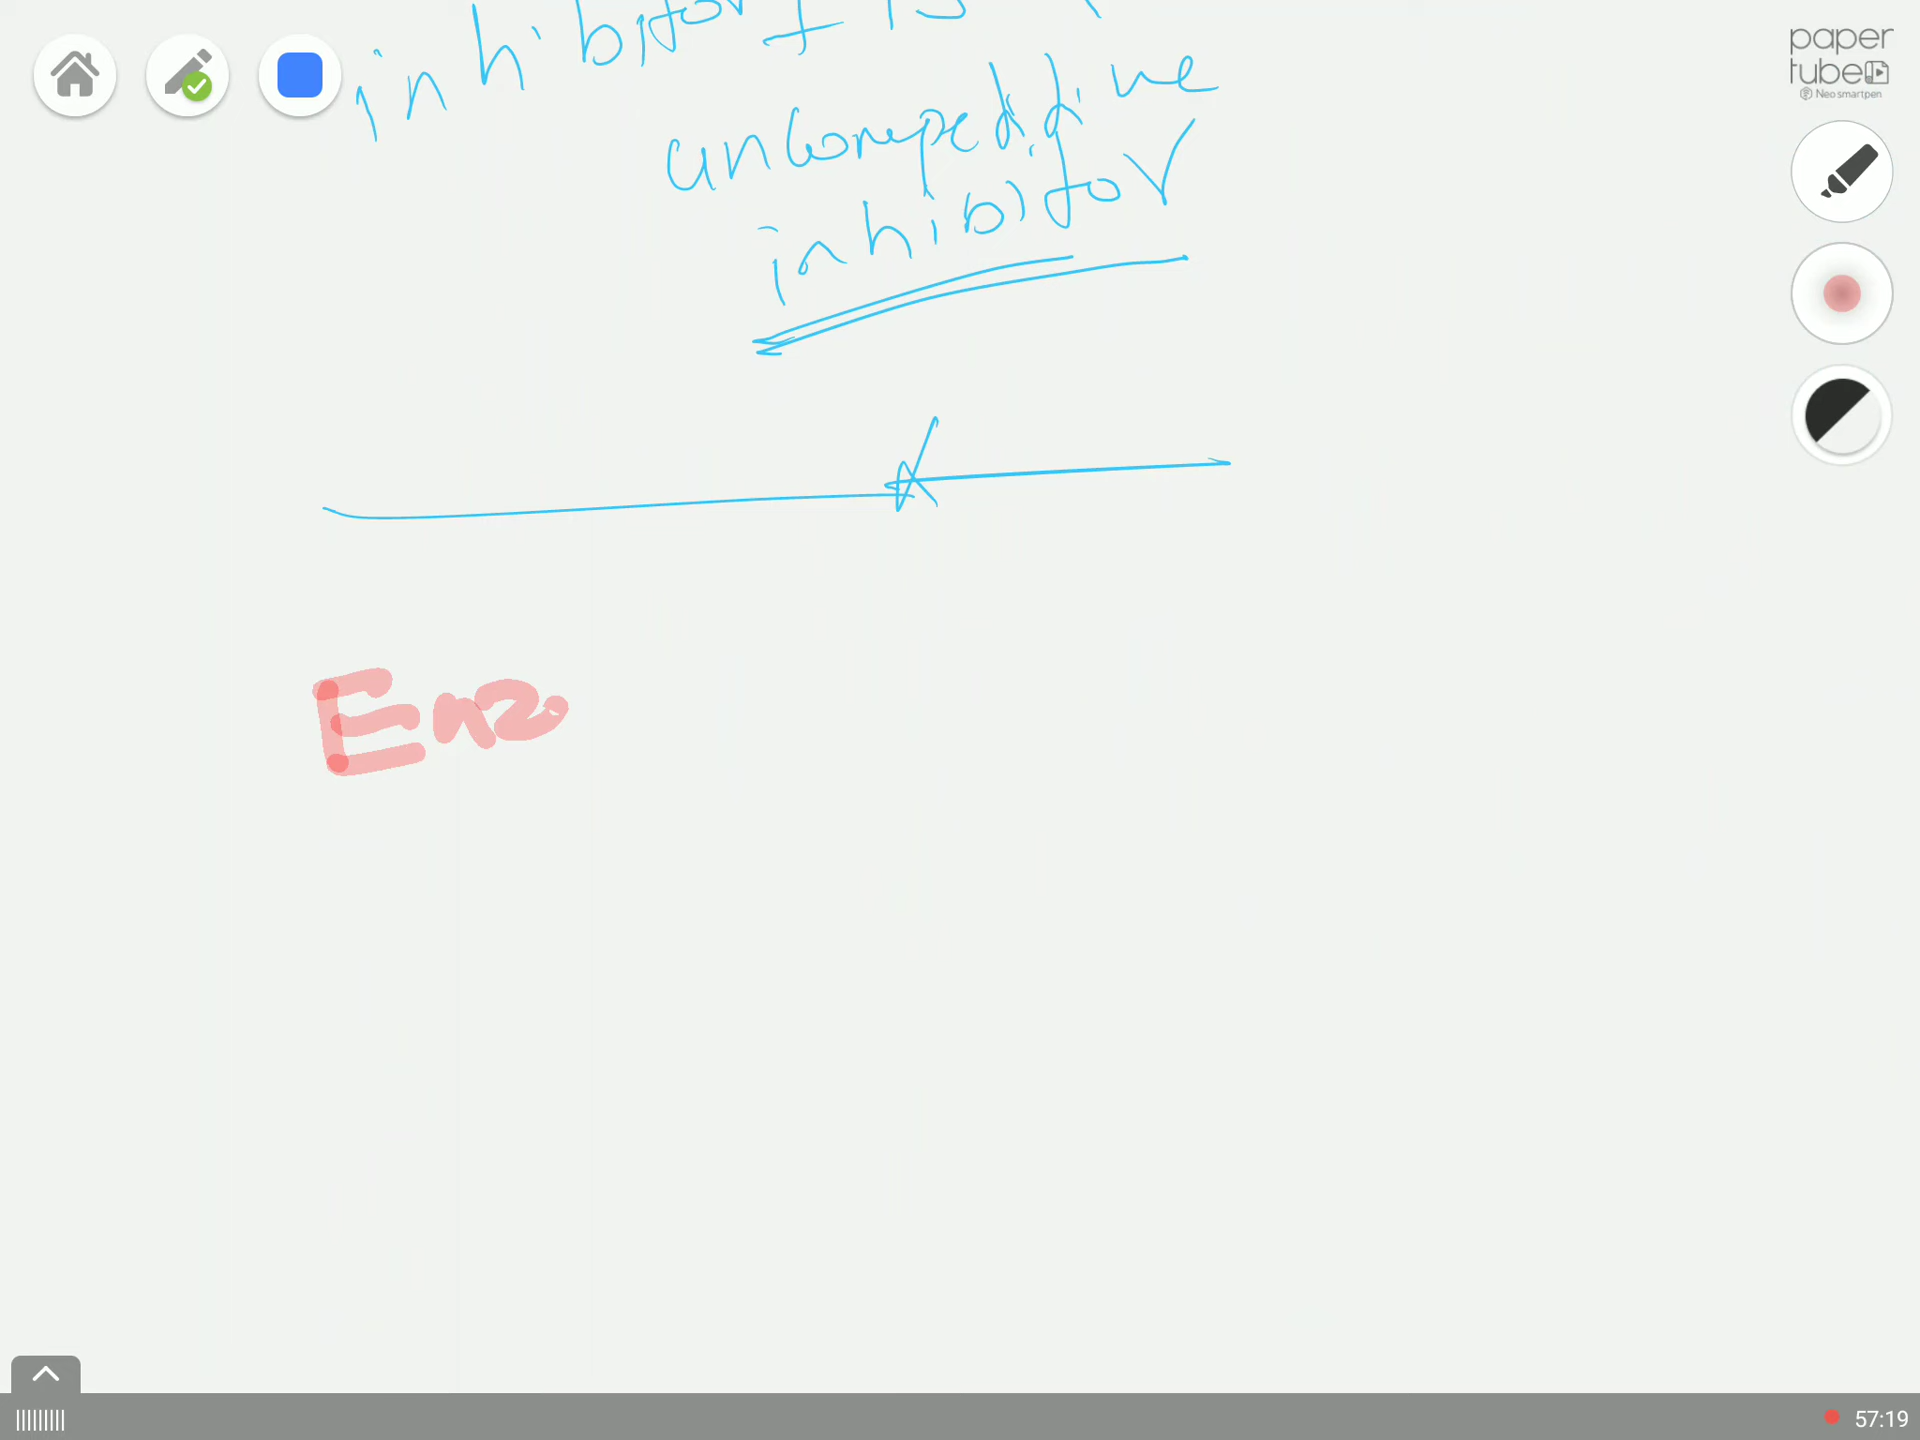 inhibitor I is
uncompetitive
inhibitor
Enz
paper
tube
Neo smartpen
57:19